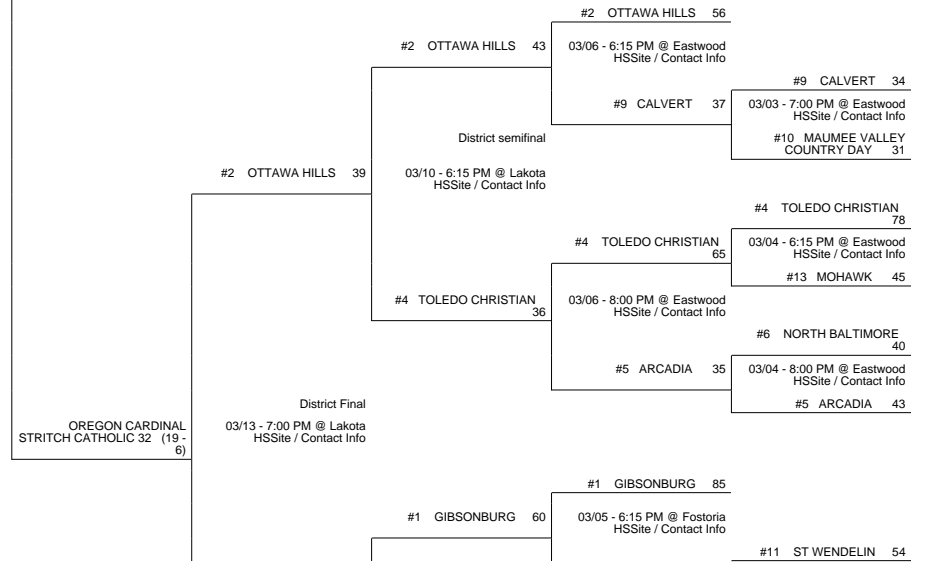 #2 OTTAWA HILLS 56
#2 OTTAWA HILLS 43
03/06 - 6:15 PM @ Eastwood
HSSite / Contact Info
#9 CALVERT 34
#9 CALVERT 37
03/03 - 7:00 PM @ Eastwood
HSSite / Contact Info
District semifinal
#10 MAUMEE VALLEY
COUNTRY DAY 31
#2 OTTAWA HILLS 39
03/10 - 6:15 PM @ Lakota
HSSite / Contact Info
#4 TOLEDO CHRISTIAN
78
#4 TOLEDO CHRISTIAN
65
03/04 - 6:15 PM @ Eastwood
HSSite / Contact Info
#13 MOHAWK 45
#4 TOLEDO CHRISTIAN
36
03/06 - 8:00 PM @ Eastwood
HSSite / Contact Info
#6 NORTH BALTIMORE
40
#5 ARCADIA 35
03/04 - 8:00 PM @ Eastwood
HSSite / Contact Info
#5 ARCADIA 43
District Final
03/13 - 7:00 PM @ Lakota
HSSite / Contact Info
OREGON CARDINAL
STRITCH CATHOLIC 32 (19 -
6)
#1 GIBSONBURG 85
#1 GIBSONBURG 60
03/05 - 6:15 PM @ Fostoria
HSSite / Contact Info
#11 ST WENDELIN 54